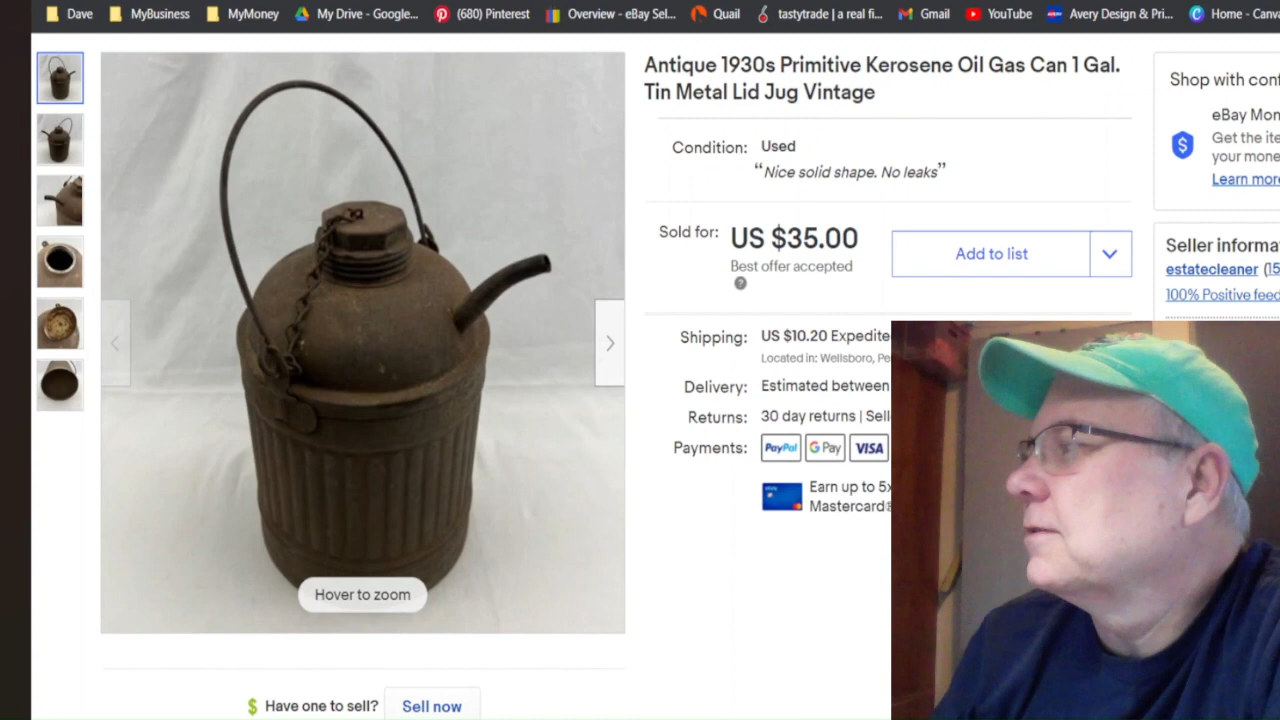 Dave MyBusiness MyMoney My Drive - Google... (680) Pinterest Overview - eBay Sel... Quail tastytrade | a real fi... Gmail YouTube Avery Design & Pri... Home - Canva
Antique 1930s Primitive Kerosene Oil Gas Can 1 Gal.
Tin Metal Lid Jug Vintage
Condition: Used
“Nice solid shape. No leaks”
Sold for: US $35.00
Best offer accepted
Add to list
Shipping: US $10.20 Expedite
Located in: Wellsboro, Pe
Delivery: Estimated between
Returns: 30 day returns | Sell
Payments: PayPal G Pay VISA
Earn up to 5x
Mastercard®
Hover to zoom
$ Have one to sell? Sell now
Shop with conf
eBay Mon
Get the ite
your mone
Learn more
Seller informa
estatecleaner (15
100% Positive feed